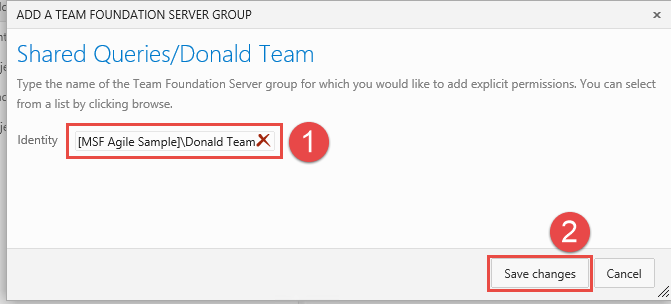 ADD A TEAM FOUNDATION SERVER GROUP
Shared Queries/Donald Team
Type the name of the Team Foundation Server group for which you would like to add explicit permissions. You can select
from a list by clicking browse.
Identity [MSF Agile Sample]\Donald Team 1
2
Save changes Cancel